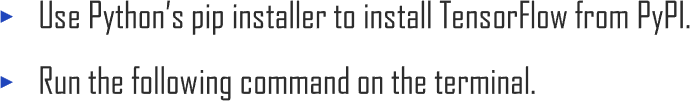 ▸ Use Python's pip installer to install TensorFlow from PyPI.
▸ Run the following command on the terminal.